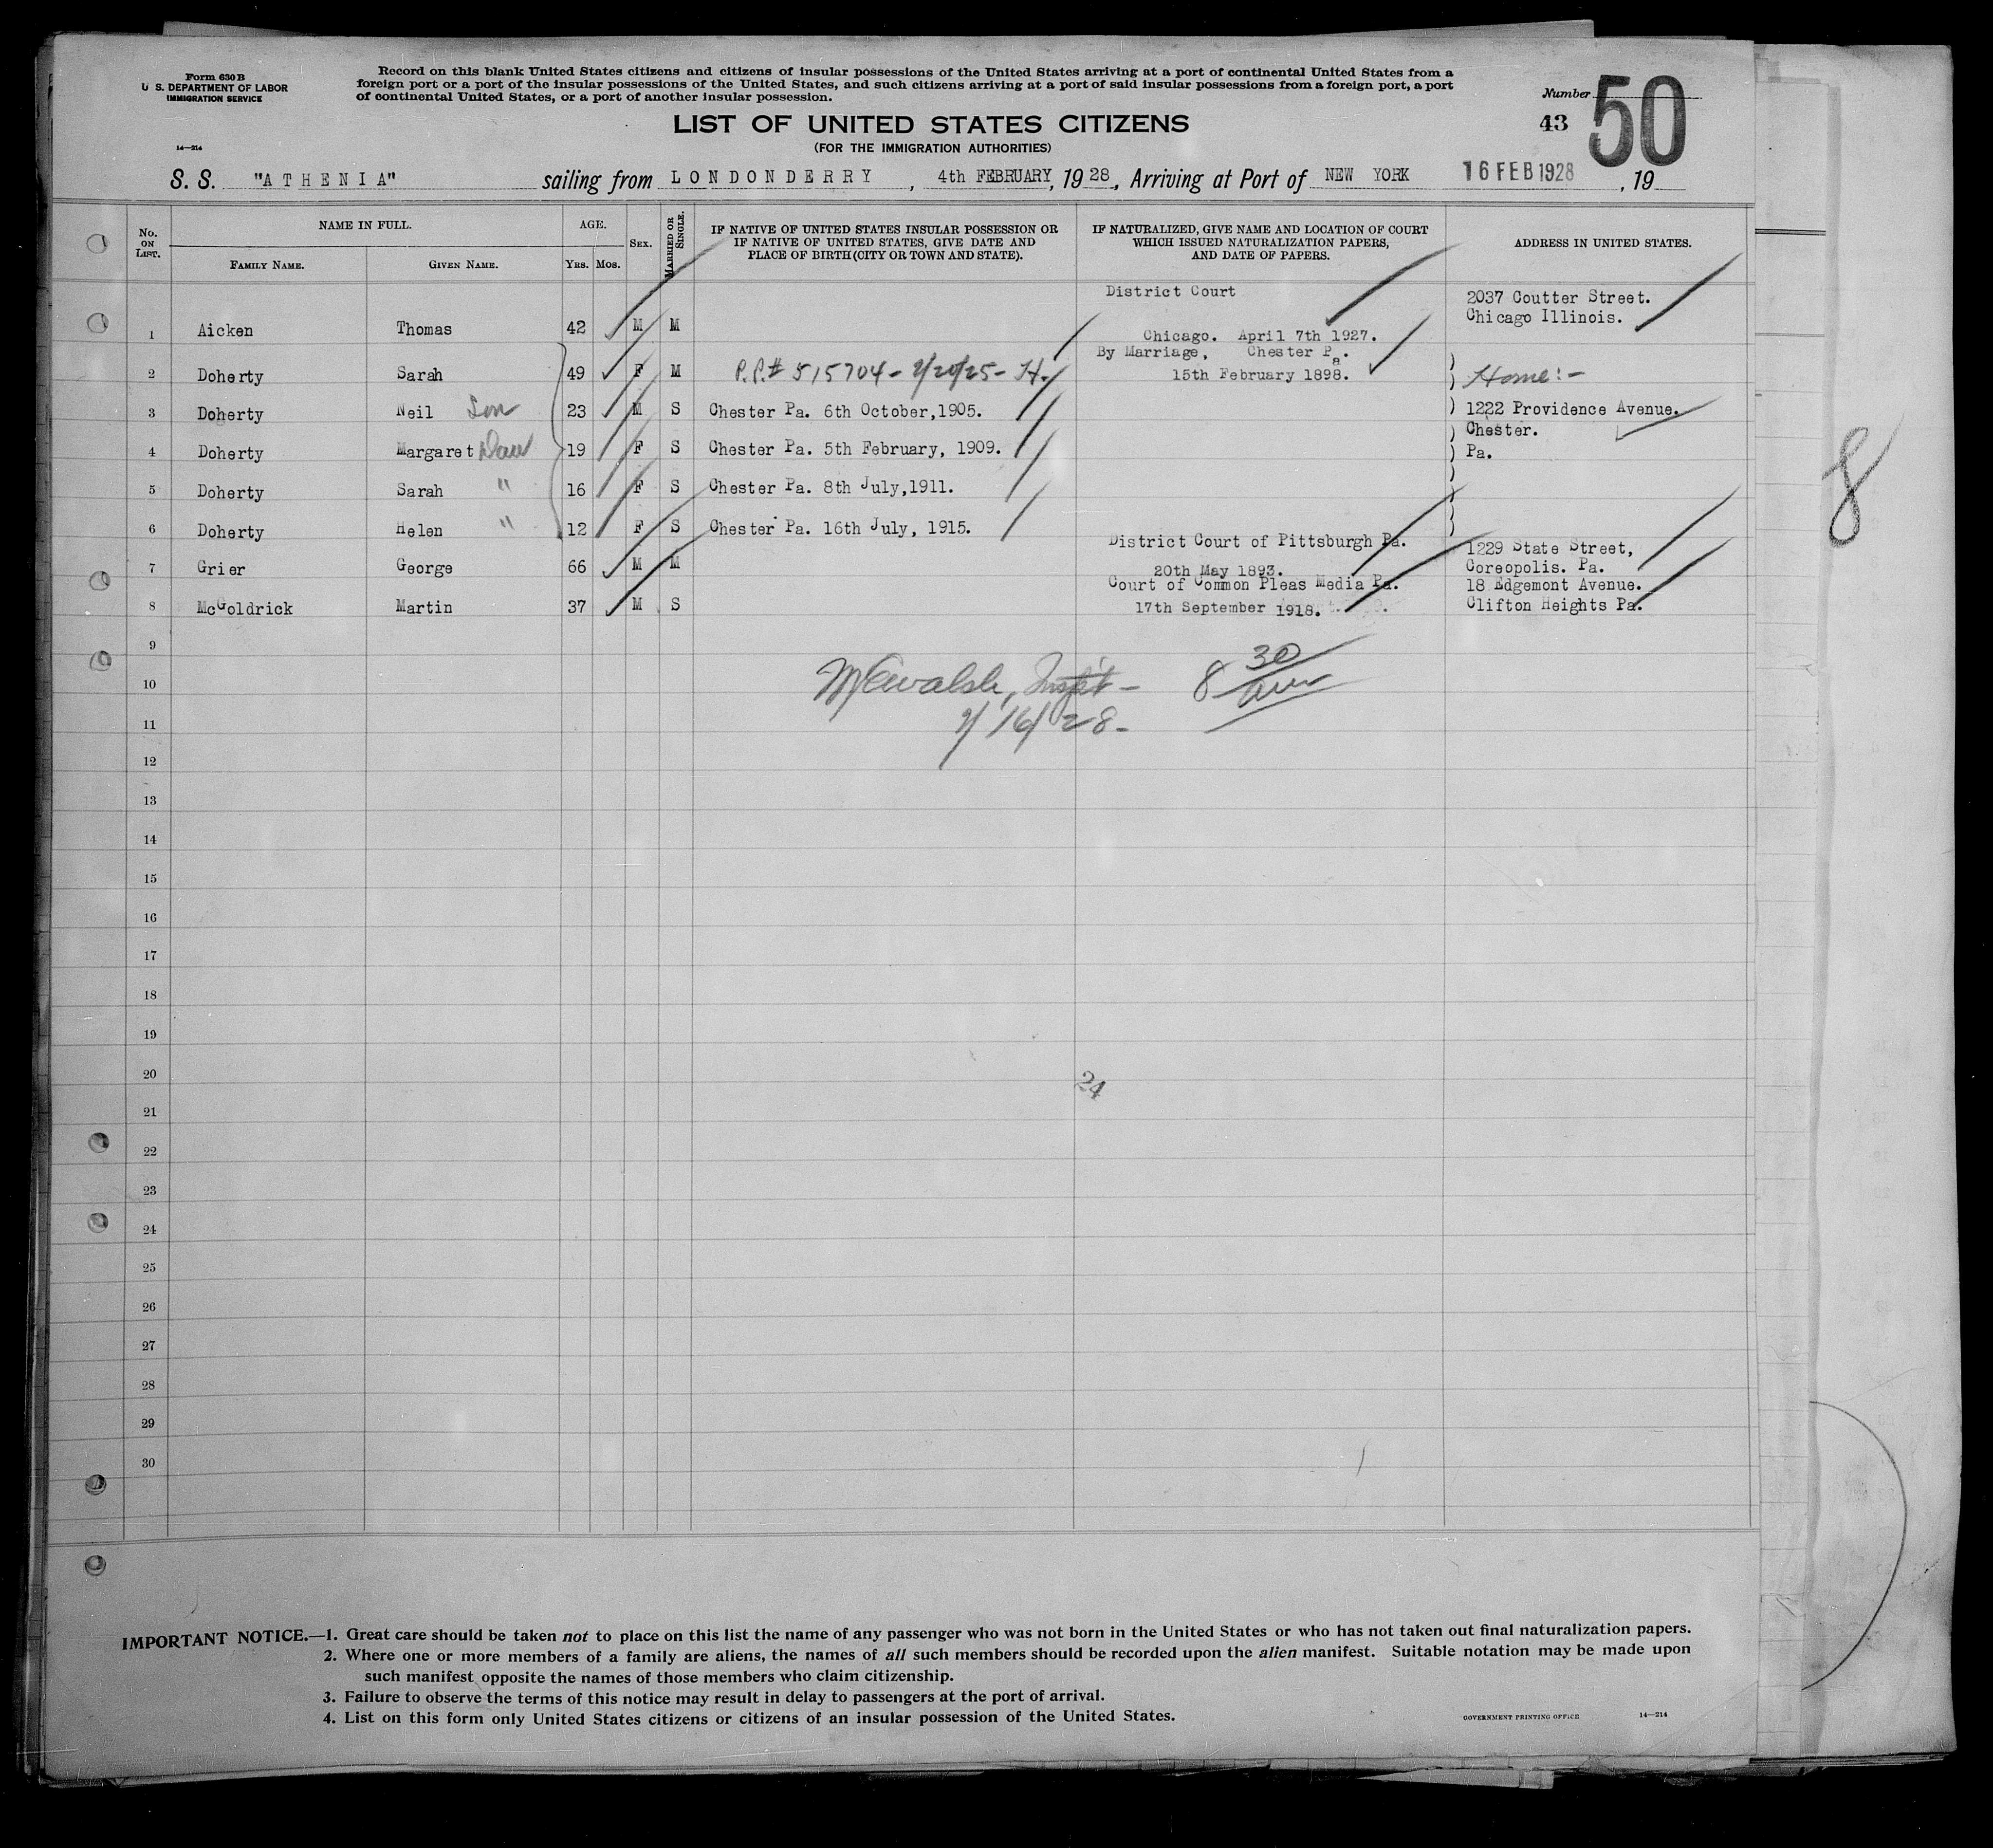 Form 630 B
U. S. DEPARTMENT OF LABOR
IMMIGRATION SERVICE
14—214
Record on this blank United States citizens and citizens of insular possessions of the United States arriving at a port of continental United States from a
foreign port or a port of the insular possessions of the United States, and such citizens arriving at a port of said insular possessions from a foreign port, a port
of continental United States, or a port of another insular possession.
LIST OF UNITED STATES CITIZENS
(FOR THE IMMIGRATION AUTHORITIES)
Number 50
43
S. S. "ATHENIA" sailing from LONDONDERRY, 4th FEBRUARY, 1928, Arriving at Port of NEW YORK 16 FEB 1928, 19
No. ON LIST. NAME IN FULL. AGE. SEX. MARRIED OR SINGLE. IF NATIVE OF UNITED STATES INSULAR POSSESSION OR IF NATIVE OF UNITED STATES, GIVE DATE AND PLACE OF BIRTH (CITY OR TOWN AND STATE). IF NATURALIZED, GIVE NAME AND LOCATION OF COURT WHICH ISSUED NATURALIZATION PAPERS, AND DATE OF PAPERS. ADDRESS IN UNITED STATES.
FAMILY NAME. GIVEN NAME. YRS. MOS.
1 Aicken Thomas 42 M M District Court Chicago. April 7th 1927. 2037 Coutter Street. Chicago Illinois.
2 Doherty Sarah 49 F M P.P.# 515704 - 2/20/25 - H. By Marriage, Chester Pa. 15th February 1898. Home:-
3 Doherty Neil Son 23 M S Chester Pa. 6th October, 1905. 1222 Providence Avenue.
Chester.
4 Doherty Margaret Dau 19 F S Chester Pa. 5th February, 1909. Pa.
5 Doherty Sarah " 16 F S Chester Pa. 8th July, 1911.
6 Doherty Helen " 12 F S Chester Pa. 16th July, 1915.
7 Grier George 66 M M District Court of Pittsburgh Pa. 20th May 1893. 1229 State Street, Coreopolis. Pa.
8 McGoldrick Martin 37 M S Court of Common Pleas Media Pa. 17th September 1918. 18 Edgemont Avenue. Clifton Heights Pa.
9
10 Walsh, Inspt - 8 30 am
11 2/16/28 -
12
13
14
15
16
17
18
19
20 24
21
22
23
24
25
26
27
28
29
30
8
IMPORTANT NOTICE.—1. Great care should be taken not to place on this list the name of any passenger who was not born in the United States or who has not taken out final naturalization papers.
2. Where one or more members of a family are aliens, the names of all such members should be recorded upon the alien manifest. Suitable notation may be made upon
such manifest opposite the names of those members who claim citizenship.
3. Failure to observe the terms of this notice may result in delay to passengers at the port of arrival.
4. List on this form only United States citizens or citizens of an insular possession of the United States.
GOVERNMENT PRINTING OFFICE 14—214